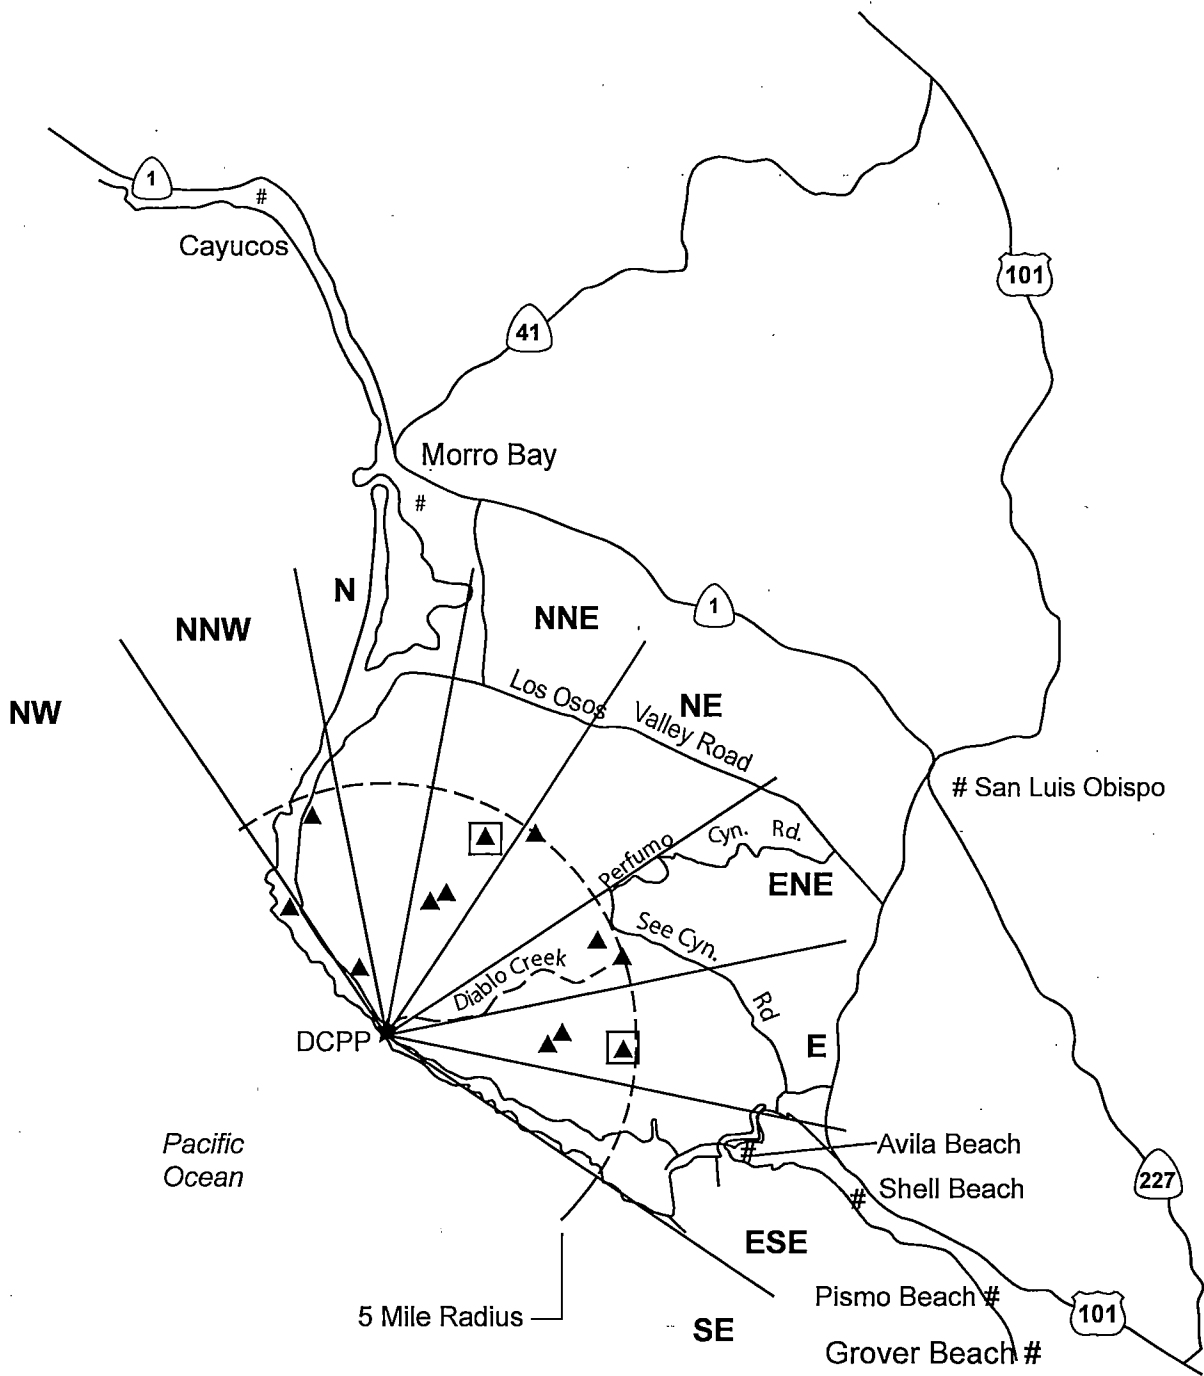 1
#
Cayucos
101
41
Morro Bay
#
N
NNW
NNE
1
NW
NE
Los Osos Valley Road
# San Luis Obispo
Perfumo Cyn. Rd.
ENE
See Cyn. Rd
Diablo Creek
DCPP
E
Pacific
Ocean
Avila Beach
#
Shell Beach
#
227
ESE
Pismo Beach #
5 Mile Radius
101
SE
Grover Beach #